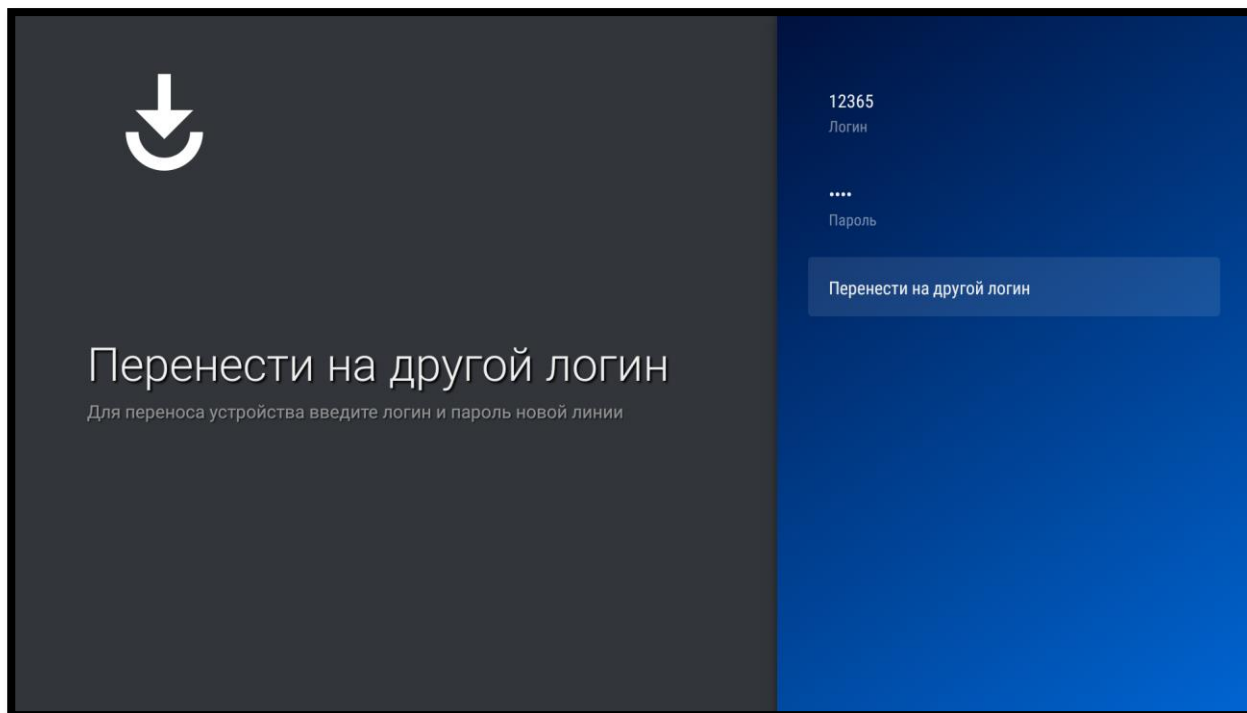 Перенести на другой логин
Для переноса устройства введите логин и пароль новой линии
12365
Логин
••••
Пароль
Перенести на другой логин